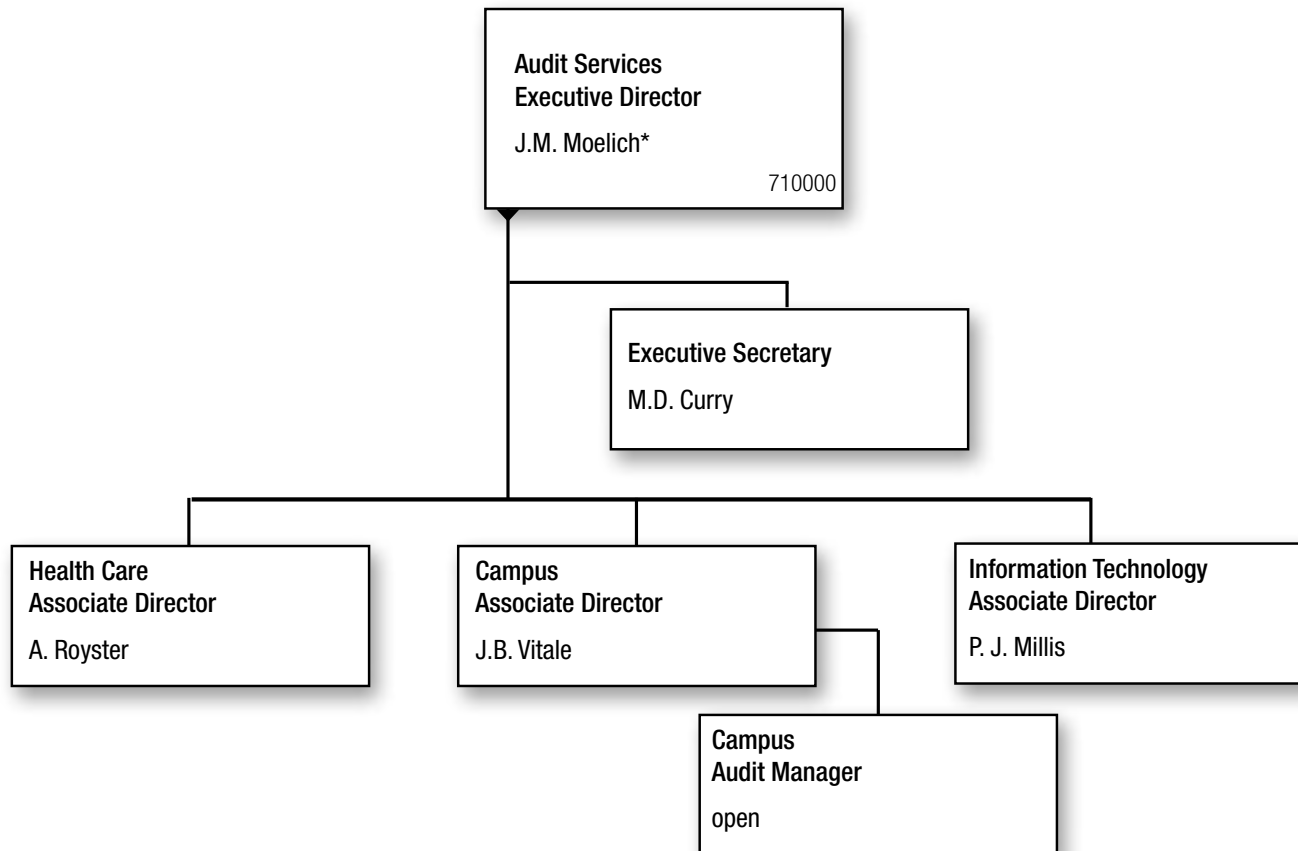 Audit Services
Executive Director
J.M. Moelich*
710000
Executive Secretary
M.D. Curry
Health Care
Associate Director
A. Royster
Campus
Associate Director
J.B. Vitale
Information Technology
Associate Director
P. J. Millis
Campus
Audit Manager
open